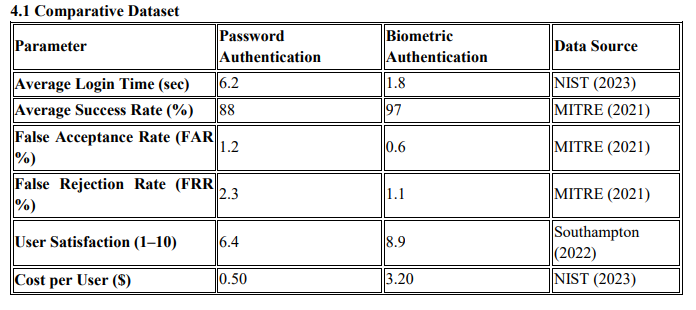 4.1 Comparative Dataset
Parameter Password Authentication Biometric Authentication Data Source
Average Login Time (sec) 6.2 1.8 NIST (2023)
Average Success Rate (%) 88 97 MITRE (2021)
False Acceptance Rate (FAR %) 1.2 0.6 MITRE (2021)
False Rejection Rate (FRR %) 2.3 1.1 MITRE (2021)
User Satisfaction (1–10) 6.4 8.9 Southampton (2022)
Cost per User ($) 0.50 3.20 NIST (2023)